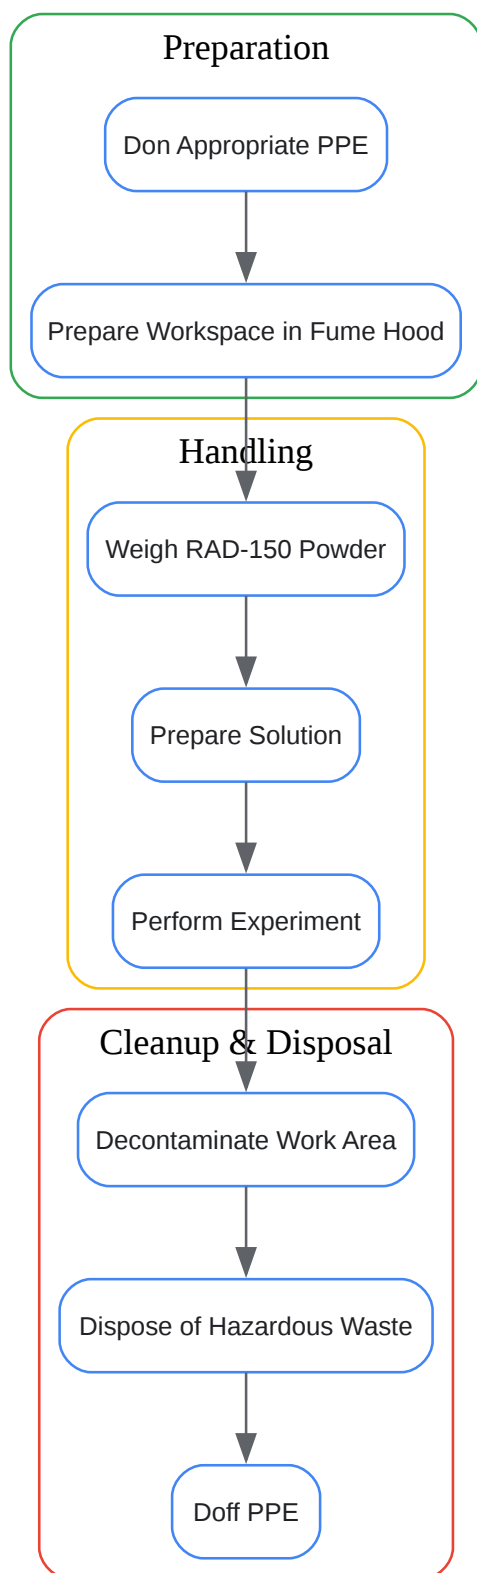 Preparation
Don Appropriate PPE
Prepare Workspace in Fume Hood
Handling
Weigh RAD-150 Powder
Prepare Solution
Perform Experiment
Cleanup & Disposal
Decontaminate Work Area
Dispose of Hazardous Waste
Doff PPE